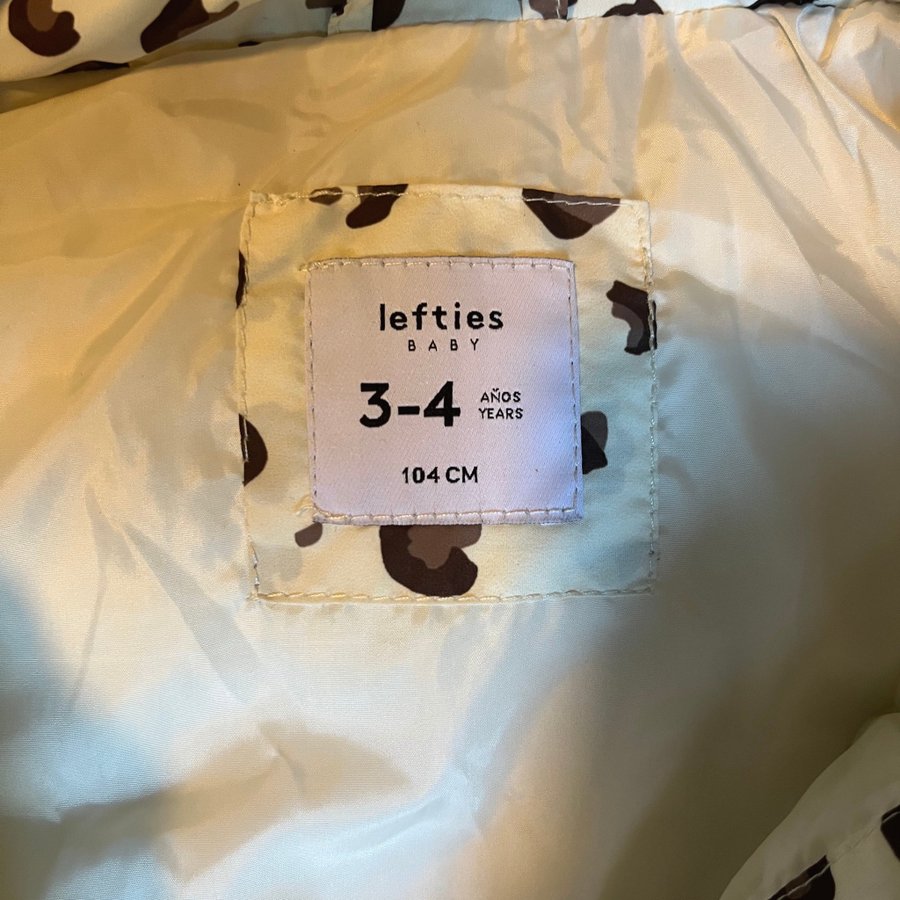 lefties
BABY
3-4 AÑOS
YEARS
104 CM